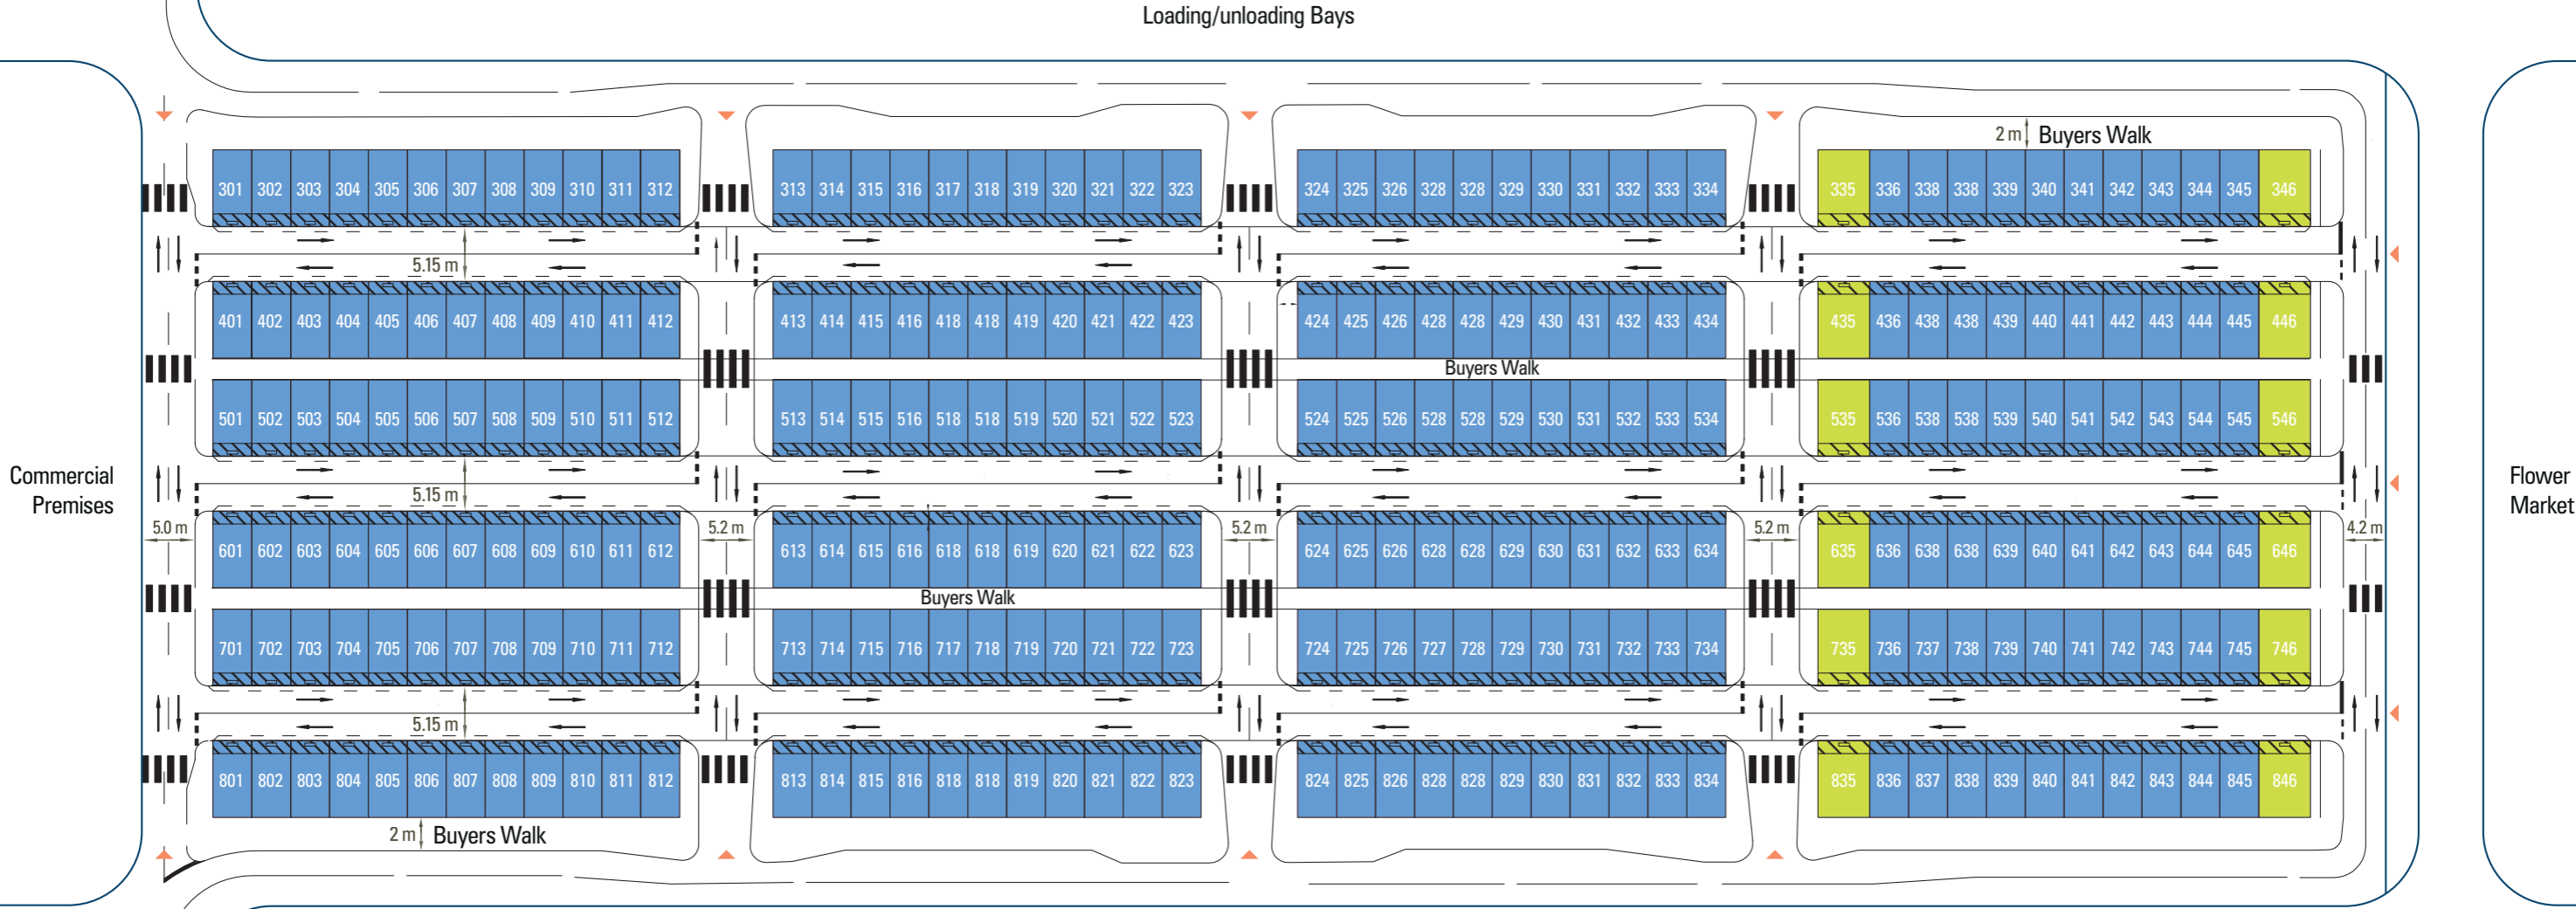 Loading/unloading Bays
2 m Buyers Walk
301 302 303 304 305 306 307 308 309 310 311 312 313 314 315 316 317 318 319 320 321 322 323 324 325 326 328 328 329 330 331 332 333 334 335 336 338 338 339 340 341 342 343 344 345 346
5.15 m
401 402 403 404 405 406 407 408 409 410 411 412 413 414 415 416 418 418 419 420 421 422 423 424 425 426 428 428 429 430 431 432 433 434 435 436 438 438 439 440 441 442 443 444 445 446
Buyers Walk
501 502 503 504 505 506 507 508 509 510 511 512 513 514 515 516 518 518 519 520 521 522 523 524 525 526 528 528 529 530 531 532 533 534 535 536 538 538 539 540 541 542 543 544 545 546
Commercial
Premises
5.15 m
Flower
Market
5.0 m 5.2 m 5.2 m 5.2 m 4.2 m
601 602 603 604 605 606 607 608 609 610 611 612 613 614 615 616 618 618 619 620 621 622 623 624 625 626 628 628 629 630 631 632 633 634 635 636 638 638 639 640 641 642 643 644 645 646
Buyers Walk
701 702 703 704 705 706 707 708 709 710 711 712 713 714 715 716 717 718 719 720 721 722 723 724 725 726 727 728 729 730 731 732 733 734 735 736 737 738 739 740 741 742 743 744 745 746
5.15 m
801 802 803 804 805 806 807 808 809 810 811 812 813 814 815 816 818 818 819 820 821 822 823 824 825 826 828 828 829 830 831 832 833 834 835 836 837 838 839 840 841 842 843 844 845 846
2 m Buyers Walk